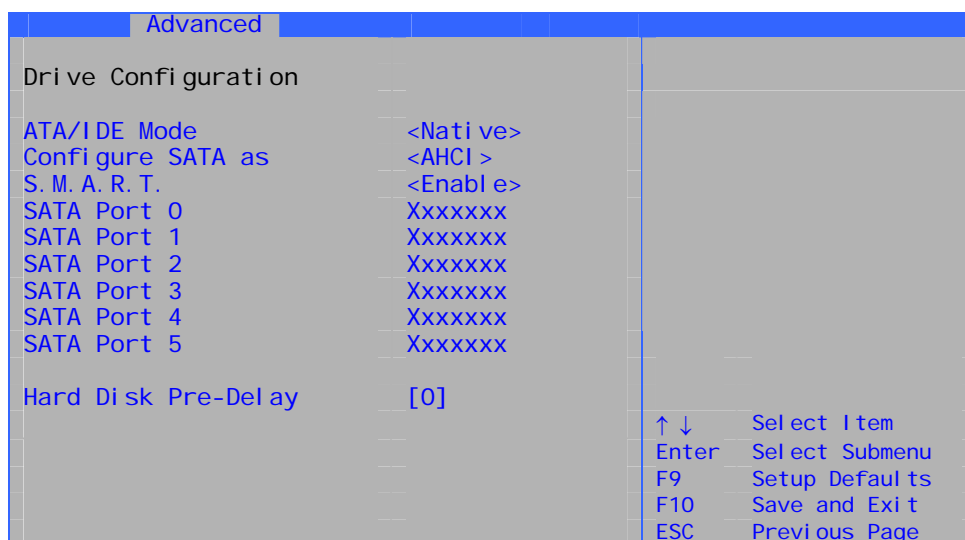 Advanced
Drive Configuration
ATA/IDE Mode <Native>
Configure SATA as <AHCI>
S.M.A.R.T. <Enable>
SATA Port 0 Xxxxxxx
SATA Port 1 Xxxxxxx
SATA Port 2 Xxxxxxx
SATA Port 3 Xxxxxxx
SATA Port 4 Xxxxxxx
SATA Port 5 Xxxxxxx
Hard Disk Pre-Delay [0]
↑ ↓ Select Item
Enter Select Submenu
F9 Setup Defaults
F10 Save and Exit
ESC Previous Page